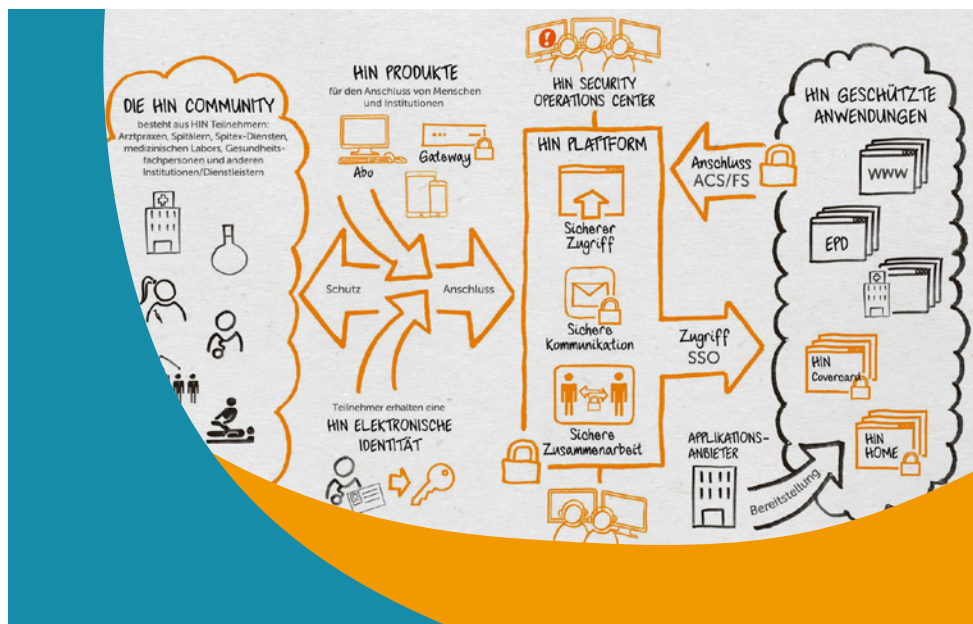 DIE HIN COMMUNITY
besteht aus HIN Teilnehmern:
Arztpraxen, Spitälern, Spitex-Diensten,
medizinischen Labors, Gesundheits-
fachpersonen und anderen
Institutionen/Dienstleistern
HIN PRODUKTE
für den Anschluss von Menschen
und Institutionen
Abo
Gateway
Schutz
Anschluss
Teilnehmer erhalten eine
HIN ELEKTRONISCHE
IDENTITÄT
HIN SECURITY
OPERATIONS CENTER
HIN PLATTFORM
Sicherer
Zugriff
Sichere
Kommunikation
Sichere
Zusammenarbeit
Anschluss
ACS/FS
Zugriff
SSO
HIN GESCHÜTZTE
ANWENDUNGEN
WWW
EPD
HIN
Covercard
HIN
HOME
APPLIKATIONS-
ANBIETER
Bereitstellung